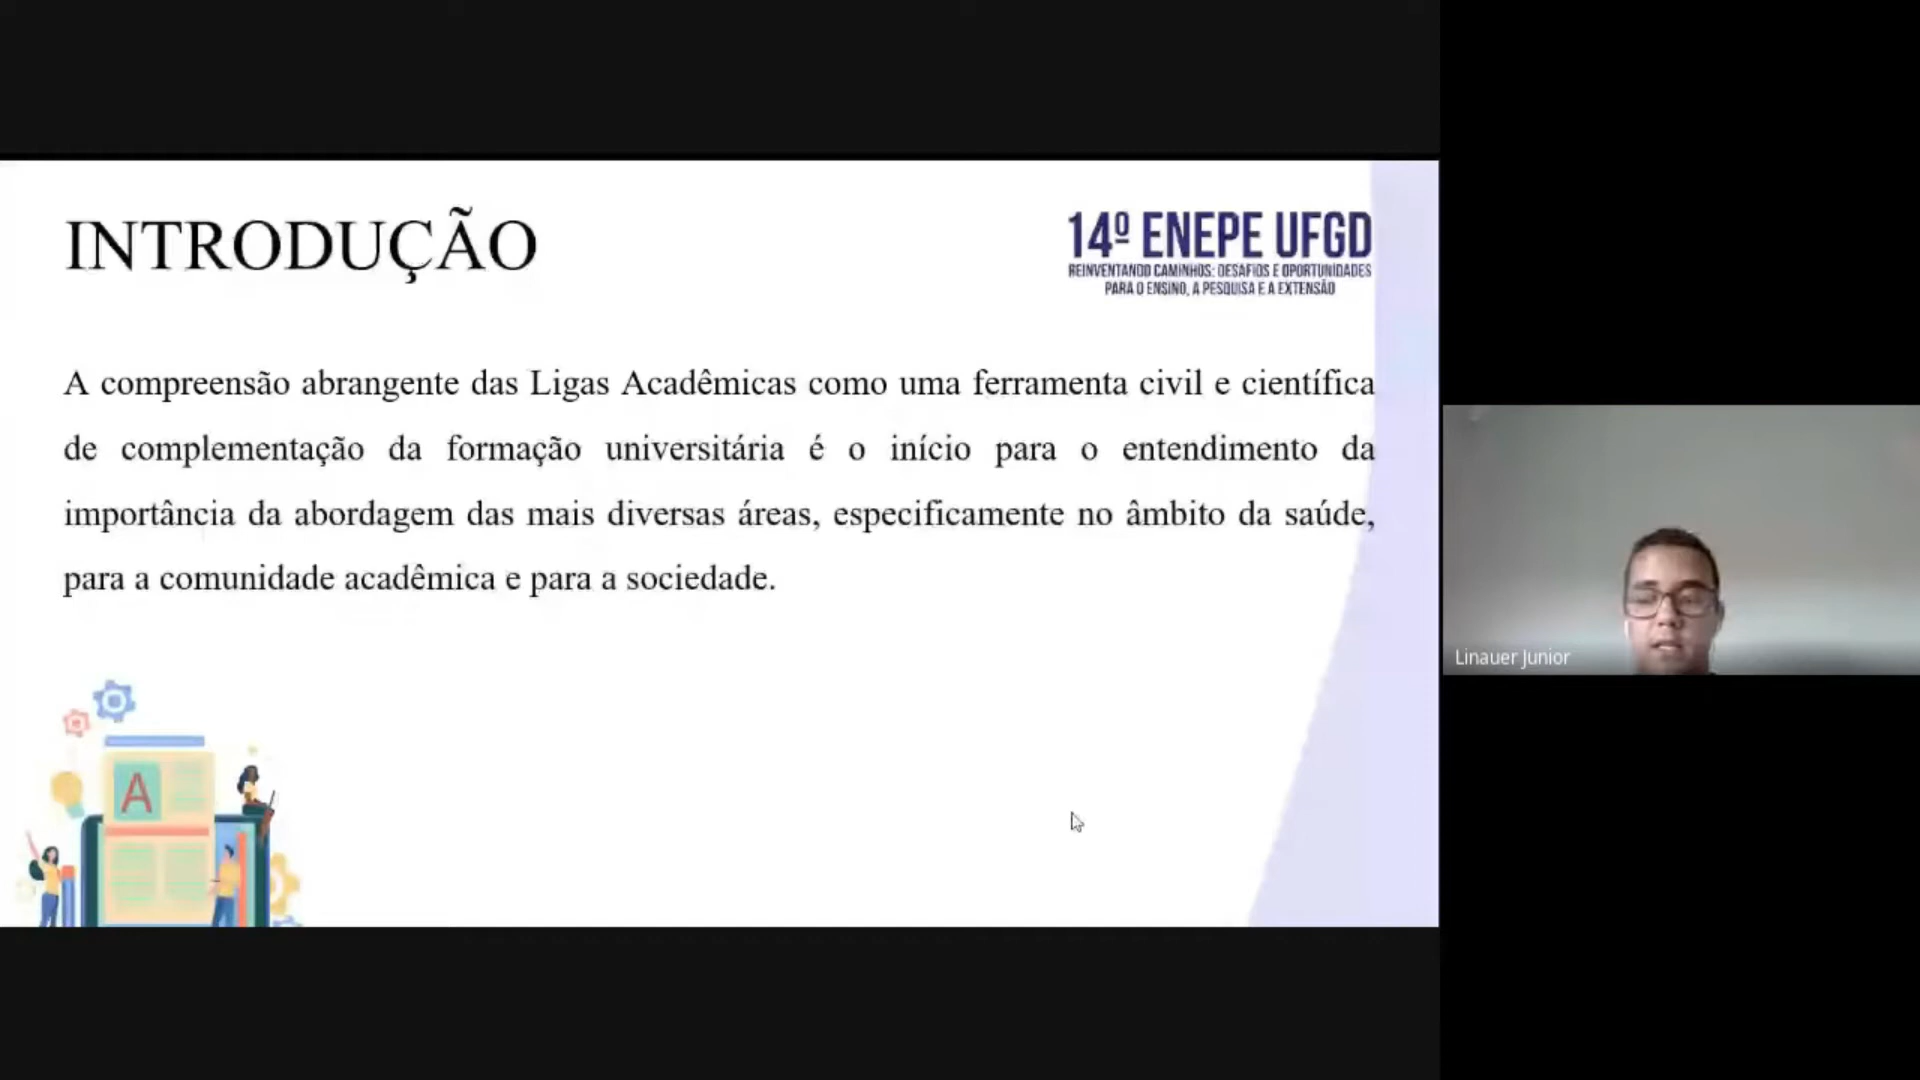 INTRODUÇÃO
14º ENEPE UFGD
REINVENTANDO CAMINHOS: DESAFIOS E OPORTUNIDADES
PARA O ENSINO, A PESQUISA E A EXTENSÃO
A compreensão abrangente das Ligas Acadêmicas como uma ferramenta civil e científica
de complementação da formação universitária é o início para o entendimento da
importância da abordagem das mais diversas áreas, especificamente no âmbito da saúde,
para a comunidade acadêmica e para a sociedade.
A
Linauer Junior